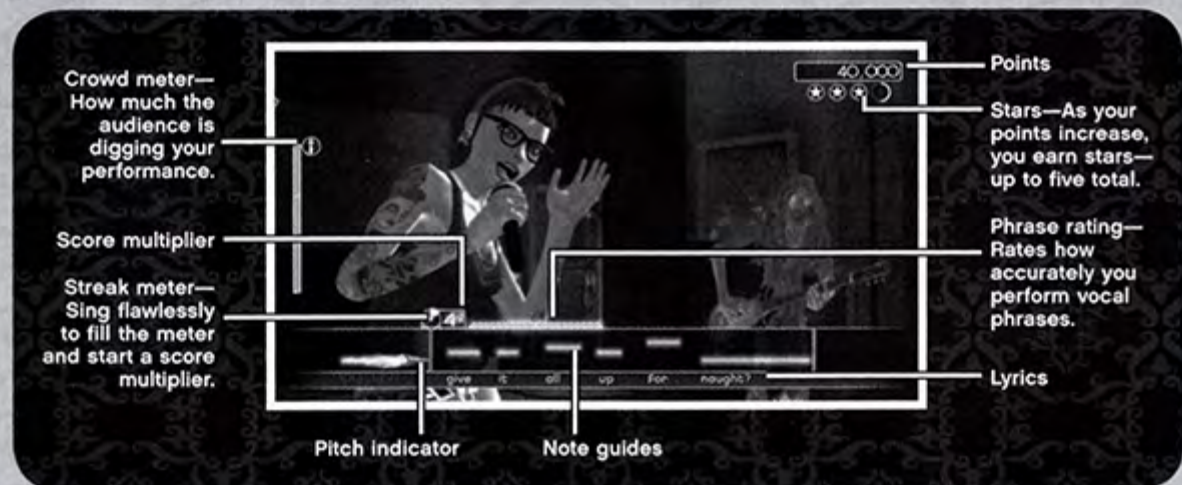 Crowd meter—
How much the
audience is
digging your
performance.
Score multiplier
Streak meter—
Sing flawlessly
to fill the meter
and start a score
multiplier.
40,000
4x
give it all up for naught?
Pitch indicator
Note guides
Points
Stars—As your
points increase,
you earn stars—
up to five total.
Phrase rating—
Rates how
accurately you
perform vocal
phrases.
Lyrics